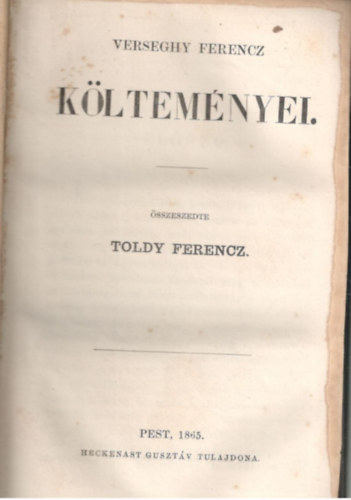 VERSEGHY FERENCZ
KÖLTEMÉNYEI.
ÖSSZESZEDTE
TOLDY FERENCZ.
PEST, 1865.
HECKENAST GUSZTÁV TULAJDONA.